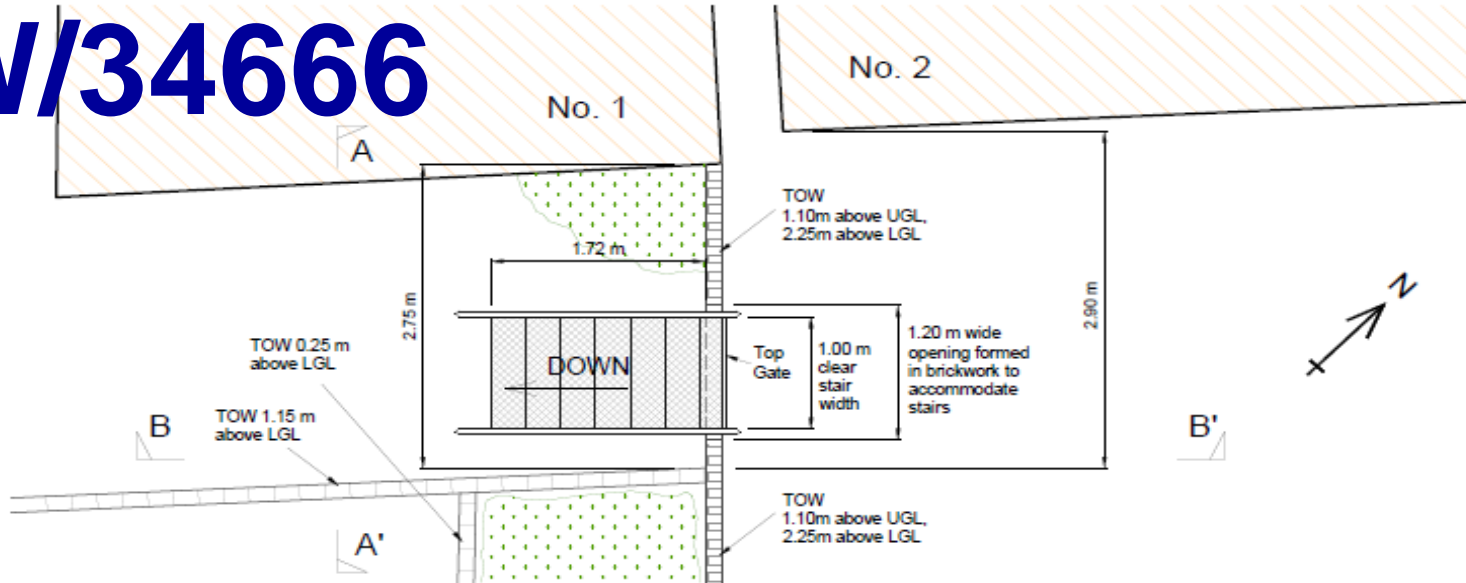 /34666
No. 1
No. 2
A
TOW
1.10m above UGL,
2.25m above LGL
1.72 m
2.75 m
2.90 m
N
TOW 0.25 m
above LGL
DOWN
Top
Gate
1.00 m
clear
stair
width
1.20 m wide
opening formed
in brickwork to
accommodate
stairs
TOW 1.15 m
above LGL
B
B'
A'
TOW
1.10m above UGL,
2.25m above LGL